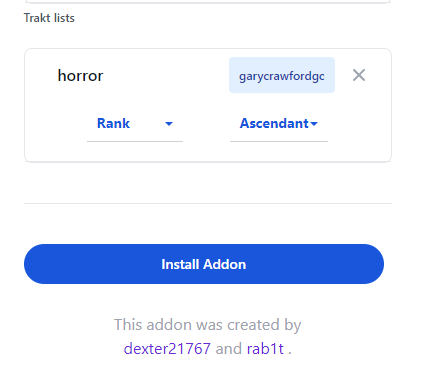 Trakt lists
horror
garycrawfordgc
Rank
Ascendant
Install Addon
This addon was created by
dexter21767 and rab1t .